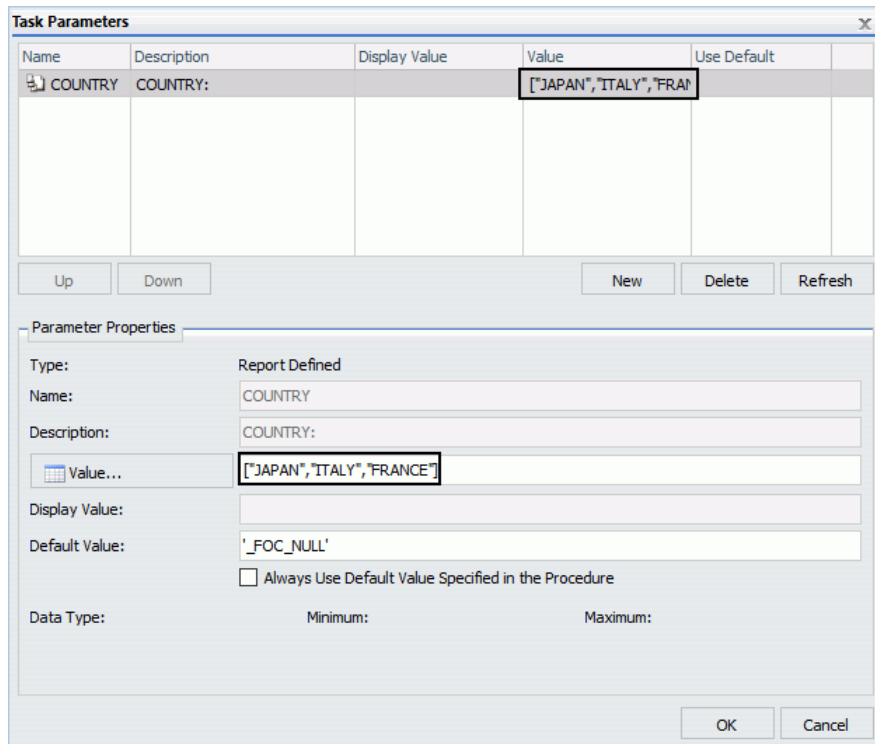 Task Parameters
Name Description Display Value Value Use Default
COUNTRY COUNTRY: ["JAPAN","ITALY","FRAN
Up Down New Delete Refresh
Parameter Properties
Type: Report Defined
Name: COUNTRY
Description: COUNTRY:
Value... ["JAPAN","ITALY","FRANCE"]
Display Value:
Default Value: '_FOC_NULL'
Always Use Default Value Specified in the Procedure
Data Type: Minimum: Maximum:
OK Cancel